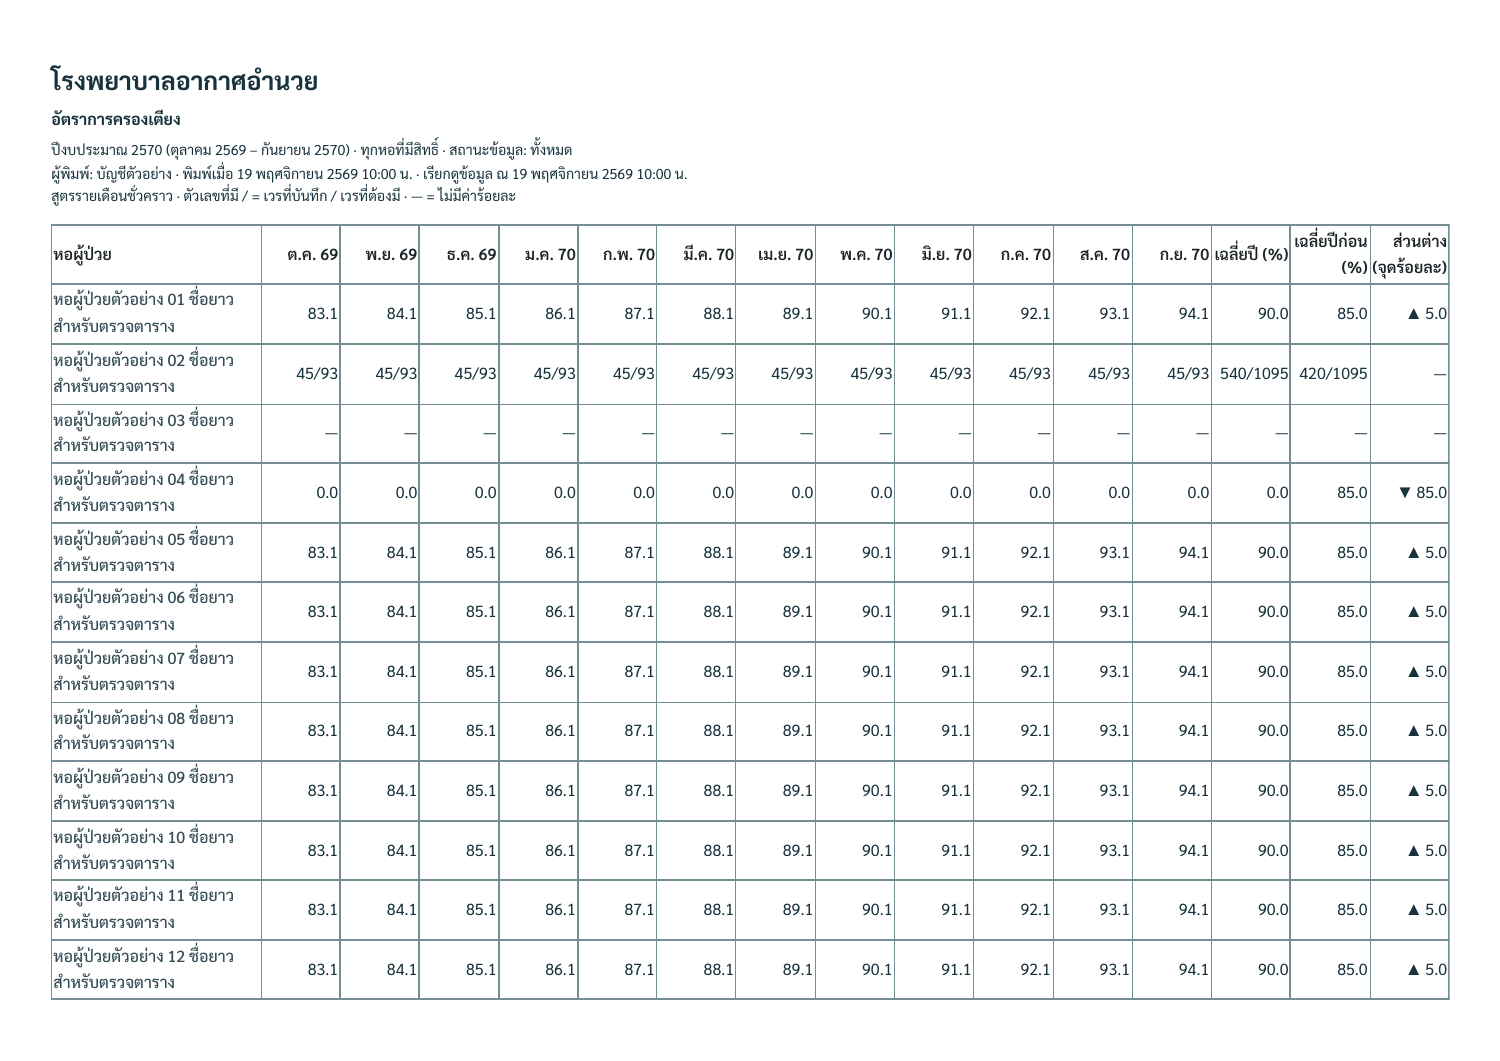 โรงพยาบาลอากาศอำนวย
อัตราการครองเตียง
ปีงบประมาณ 2570 (ตุลาคม 2569 – กันยายน 2570) · ทุกหอที่มีสิทธิ์ · สถานะข้อมูล: ทั้งหมด
ผู้พิมพ์: บัญชีตัวอย่าง · พิมพ์เมื่อ 19 พฤศจิกายน 2569 10:00 น. · เรียกดูข้อมูล ณ 19 พฤศจิกายน 2569 10:00 น.
สูตรรายเดือนชั่วคราว · ตัวเลขที่มี / = เวรที่บันทึก / เวรที่ต้องมี · — = ไม่มีค่าร้อยละ
หอผู้ป่วย ต.ค. 69 พ.ย. 69 ธ.ค. 69 ม.ค. 70 ก.พ. 70 มี.ค. 70 เม.ย. 70 พ.ค. 70 มิ.ย. 70 ก.ค. 70 ส.ค. 70 ก.ย. 70 เฉลี่ยปี (%) เฉลี่ยปีก่อน (%) ส่วนต่าง (จุดร้อยละ)
หอผู้ป่วยตัวอย่าง 01 ชื่อยาว
สำหรับตรวจตาราง 83.1 84.1 85.1 86.1 87.1 88.1 89.1 90.1 91.1 92.1 93.1 94.1 90.0 85.0 ▲ 5.0
หอผู้ป่วยตัวอย่าง 02 ชื่อยาว
สำหรับตรวจตาราง 45/93 45/93 45/93 45/93 45/93 45/93 45/93 45/93 45/93 45/93 45/93 45/93 540/1095 420/1095 —
หอผู้ป่วยตัวอย่าง 03 ชื่อยาว
สำหรับตรวจตาราง — — — — — — — — — — — — — — —
หอผู้ป่วยตัวอย่าง 04 ชื่อยาว
สำหรับตรวจตาราง 0.0 0.0 0.0 0.0 0.0 0.0 0.0 0.0 0.0 0.0 0.0 0.0 0.0 85.0 ▼ 85.0
หอผู้ป่วยตัวอย่าง 05 ชื่อยาว
สำหรับตรวจตาราง 83.1 84.1 85.1 86.1 87.1 88.1 89.1 90.1 91.1 92.1 93.1 94.1 90.0 85.0 ▲ 5.0
หอผู้ป่วยตัวอย่าง 06 ชื่อยาว
สำหรับตรวจตาราง 83.1 84.1 85.1 86.1 87.1 88.1 89.1 90.1 91.1 92.1 93.1 94.1 90.0 85.0 ▲ 5.0
หอผู้ป่วยตัวอย่าง 07 ชื่อยาว
สำหรับตรวจตาราง 83.1 84.1 85.1 86.1 87.1 88.1 89.1 90.1 91.1 92.1 93.1 94.1 90.0 85.0 ▲ 5.0
หอผู้ป่วยตัวอย่าง 08 ชื่อยาว
สำหรับตรวจตาราง 83.1 84.1 85.1 86.1 87.1 88.1 89.1 90.1 91.1 92.1 93.1 94.1 90.0 85.0 ▲ 5.0
หอผู้ป่วยตัวอย่าง 09 ชื่อยาว
สำหรับตรวจตาราง 83.1 84.1 85.1 86.1 87.1 88.1 89.1 90.1 91.1 92.1 93.1 94.1 90.0 85.0 ▲ 5.0
หอผู้ป่วยตัวอย่าง 10 ชื่อยาว
สำหรับตรวจตาราง 83.1 84.1 85.1 86.1 87.1 88.1 89.1 90.1 91.1 92.1 93.1 94.1 90.0 85.0 ▲ 5.0
หอผู้ป่วยตัวอย่าง 11 ชื่อยาว
สำหรับตรวจตาราง 83.1 84.1 85.1 86.1 87.1 88.1 89.1 90.1 91.1 92.1 93.1 94.1 90.0 85.0 ▲ 5.0
หอผู้ป่วยตัวอย่าง 12 ชื่อยาว
สำหรับตรวจตาราง 83.1 84.1 85.1 86.1 87.1 88.1 89.1 90.1 91.1 92.1 93.1 94.1 90.0 85.0 ▲ 5.0